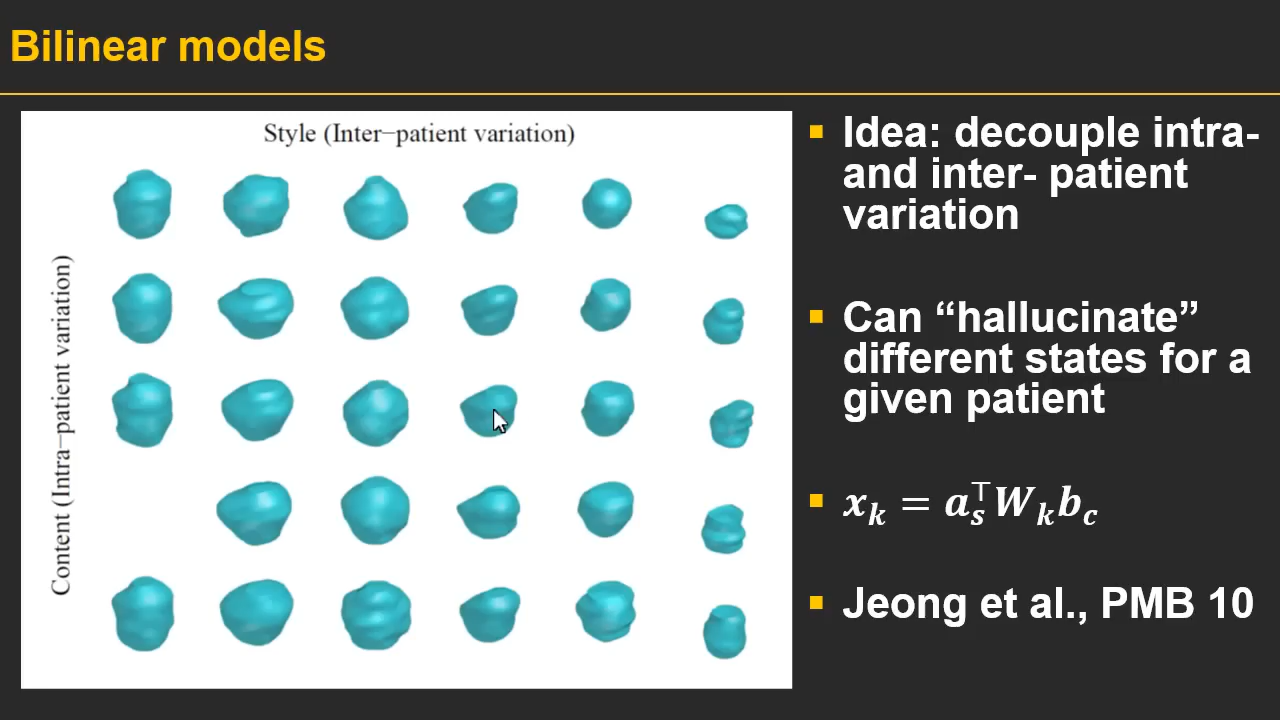 Bilinear models
Style (Inter−patient variation)
Content (Intra−patient variation)
Idea: decouple intra-
and inter- patient
variation
Can “hallucinate”
different states for a
given patient
$x_k = a_s^\top W_k b_c$
Jeong et al., PMB 10